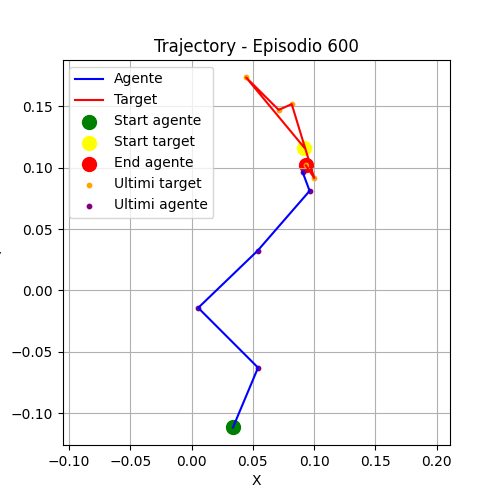 Trajectory - Episodio 600
Agente
Target
Start agente
Start target
End agente
Ultimi target
Ultimi agente
0.15
0.10
0.05
0.00
−0.05
−0.10
−0.10
−0.05
0.00
0.05
0.10
0.15
0.20
X